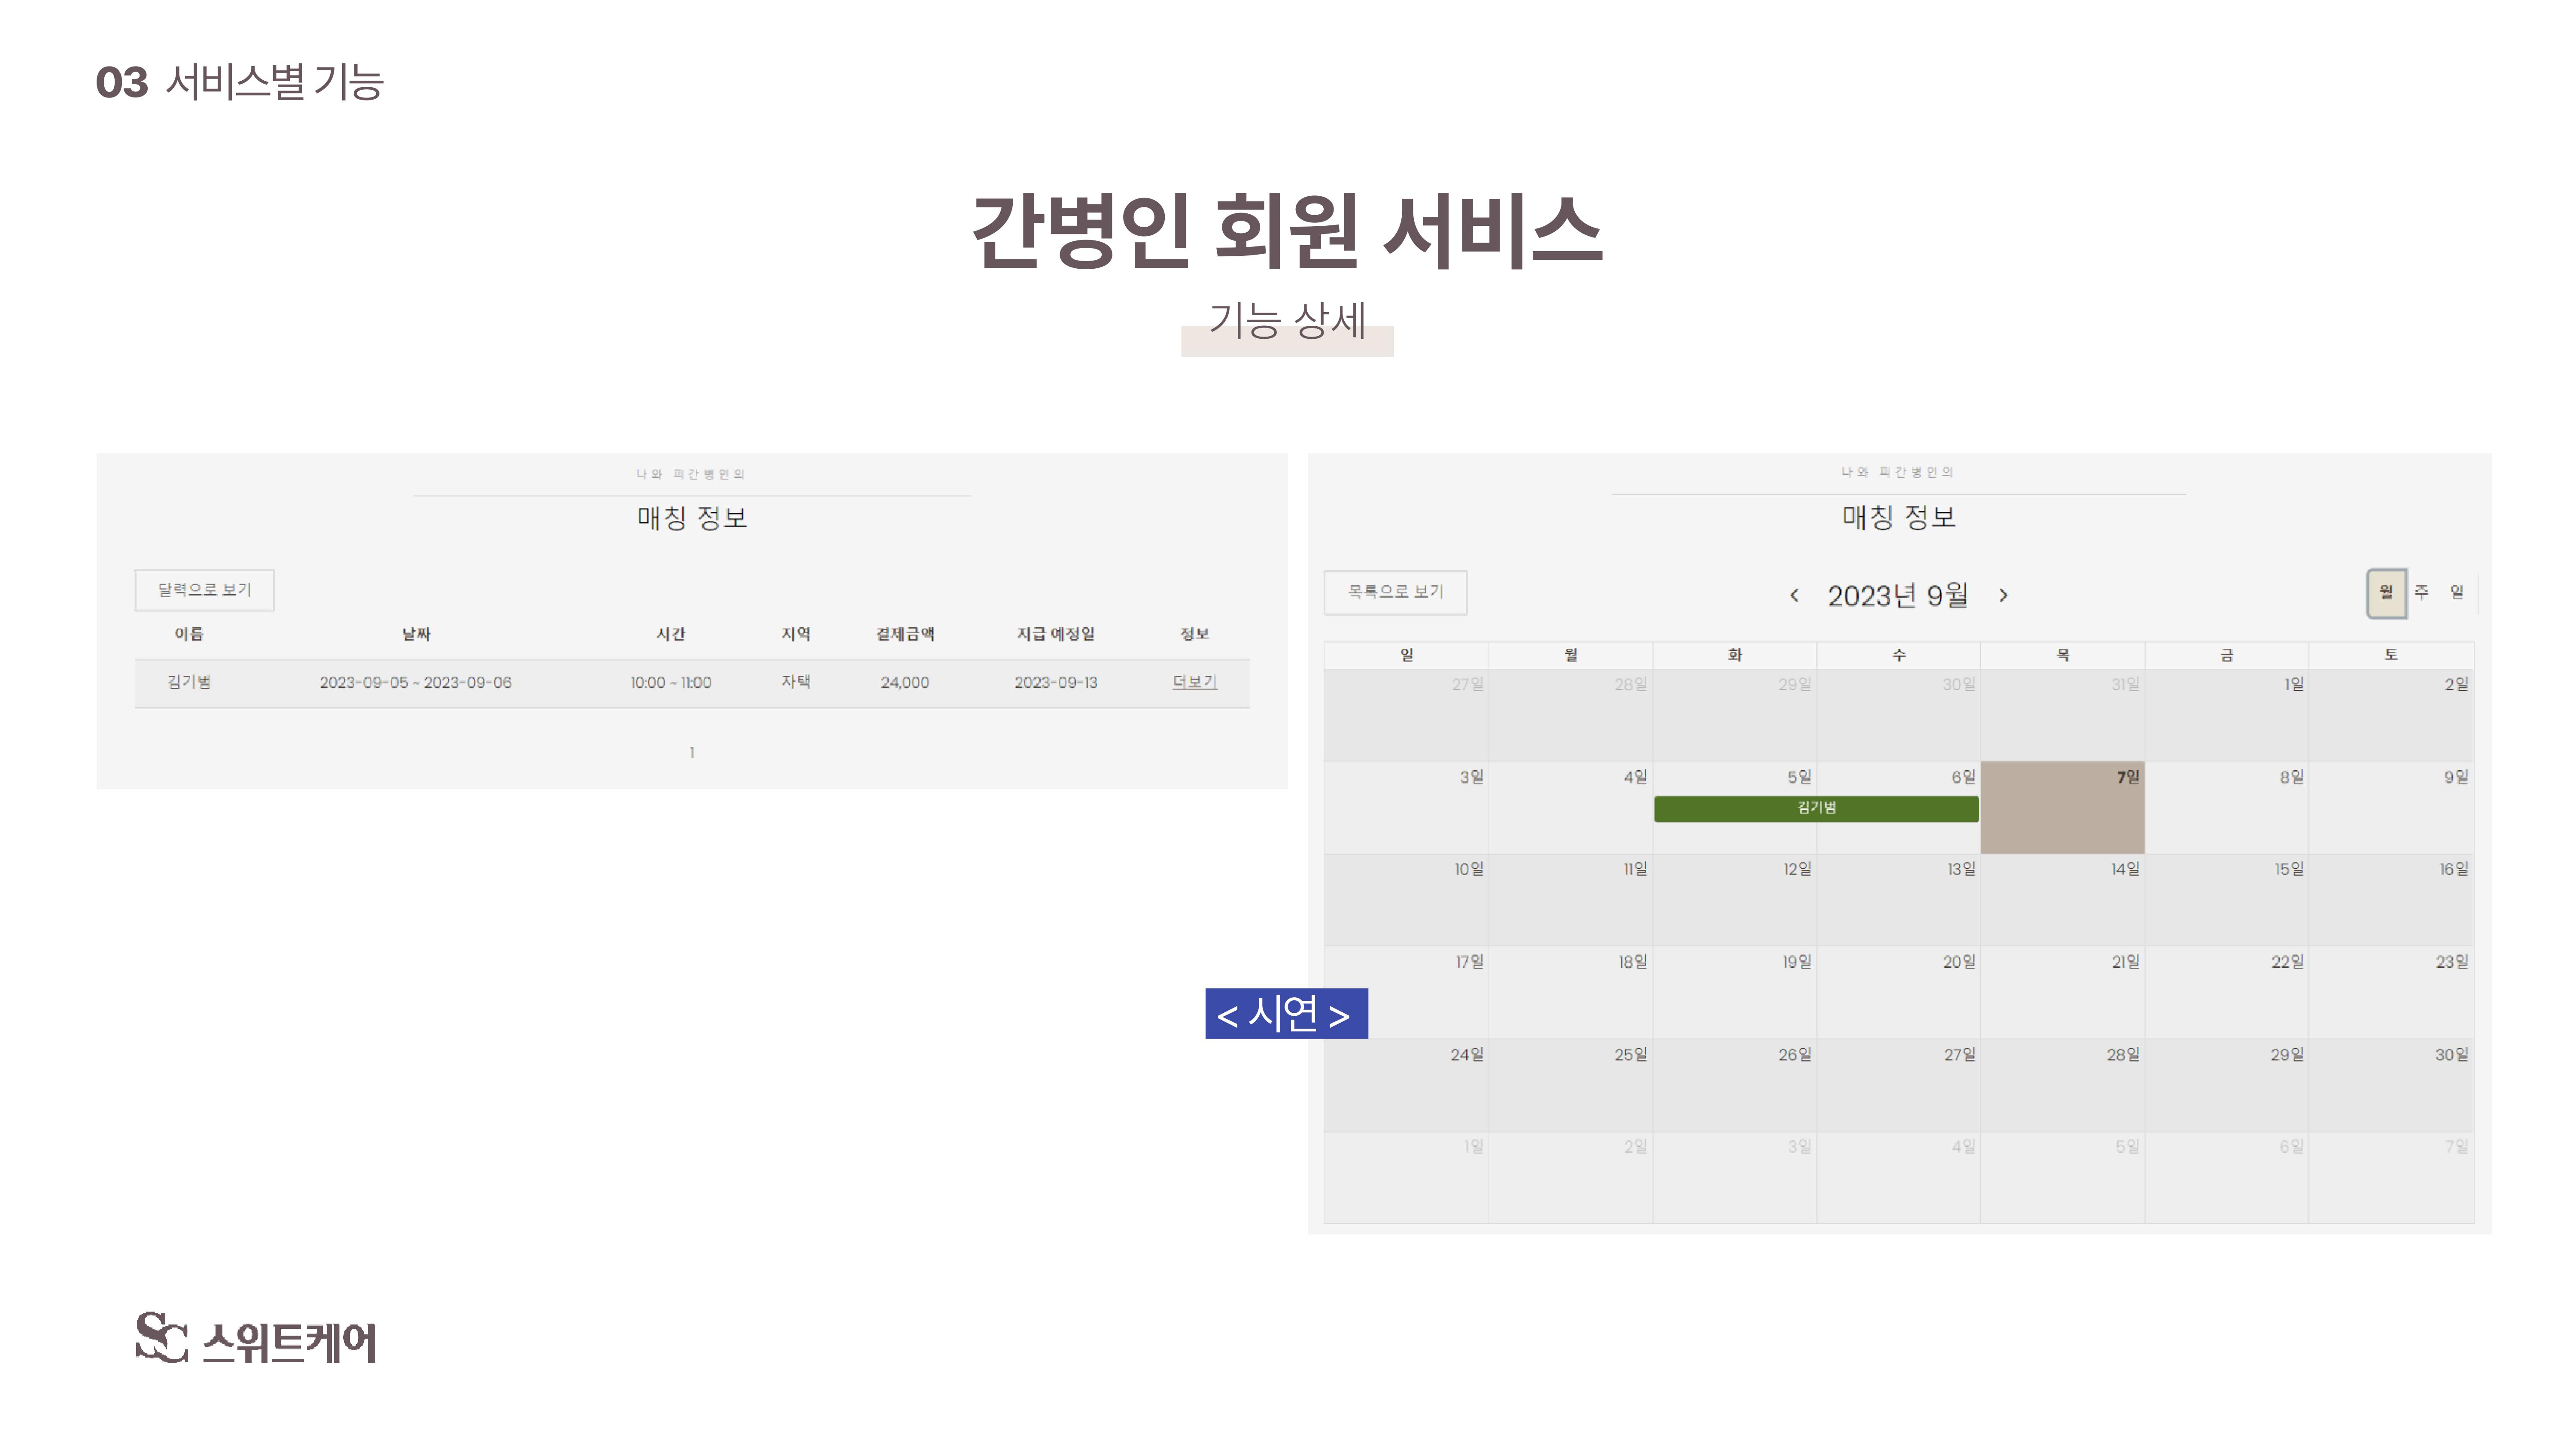 03 서비스별 기능
간병인 회원 서비스
기능 상세
나와 피간병인의
매칭 정보
달력으로 보기
이름 날짜 시간 지역 결제금액 지급 예정일 정보
김기범 2023-09-05 ~ 2023-09-06 10:00 ~ 11:00 자택 24,000 2023-09-13 더보기
1
나와 피간병인의
매칭 정보
목록으로 보기 < 2023년 9월 > 월 주 일
일 월 화 수 목 금 토
27일 28일 29일 30일 31일 1일 2일
3일 4일 5일 6일 7일 8일 9일
김기범
10일 11일 12일 13일 14일 15일 16일
17일 18일 19일 20일 21일 22일 23일
< 시연 >
24일 25일 26일 27일 28일 29일 30일
1일 2일 3일 4일 5일 6일 7일
SC 스위트케어